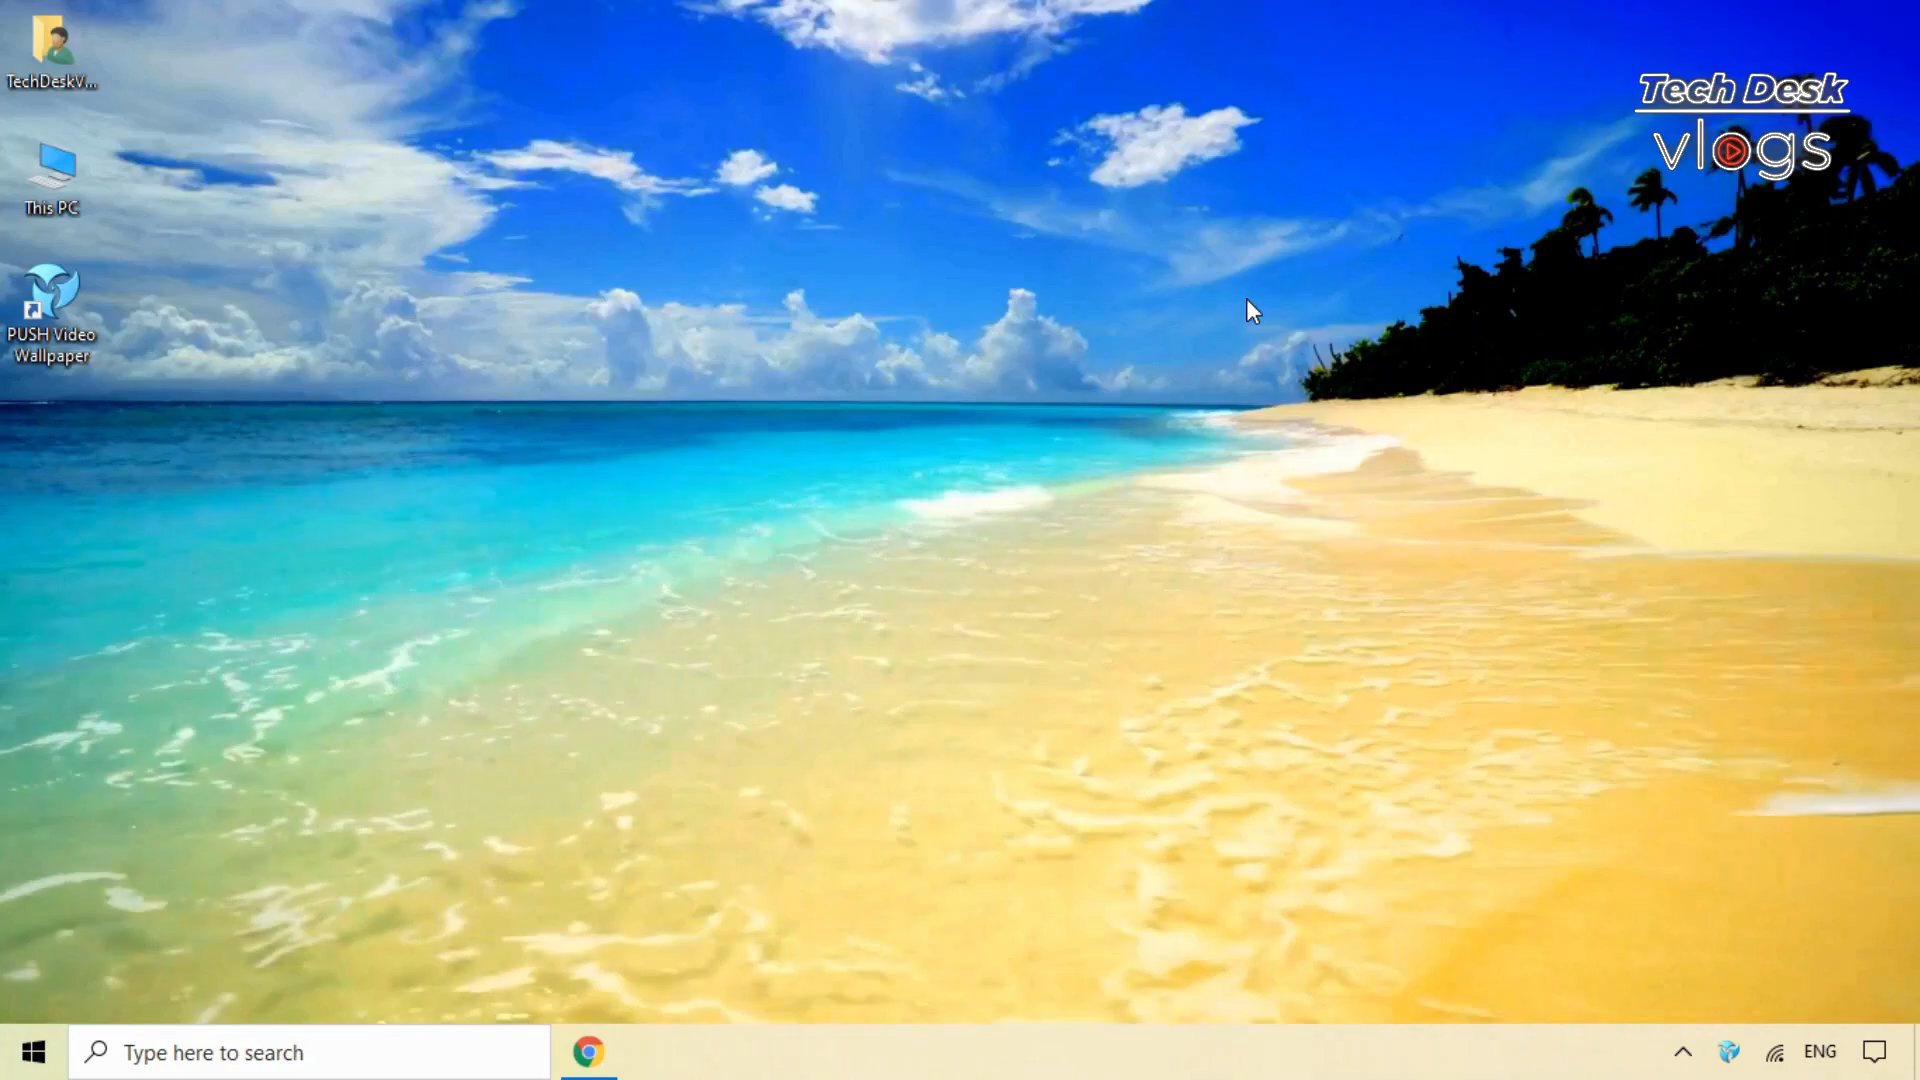 TechDeskV...
This PC
PUSH Video
Wallpaper
Tech Desk
vlogs
Type here to search
ENG